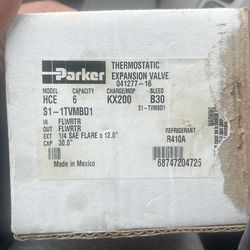 Parker
THERMOSTATIC
EXPANSION VALVE
041277-16
MODEL CAPACITY CHARGE/MOP BLEED
HCE 6 KX200 B30
S1-1TVMBD1 S1-TVMBD1
IN FLWRTR
OUT FLWRTR
EXT 1/4 SAE FLARE x 12.0"
CAP 30.0"
REFRIGERANT
R410A
Made in Mexico
68747204726